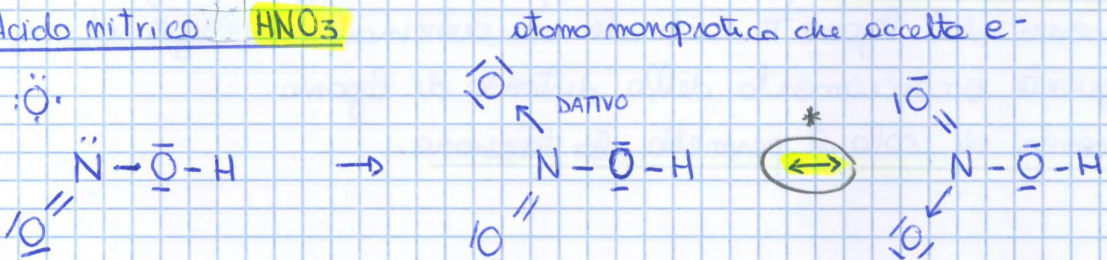 Acido nitrico HNO3 atomo monoprotico che accetta e-
:Ö· |O| DATIVO * |O
N - O - H → N - O - H ↔ N - O - H
|O |O |O|